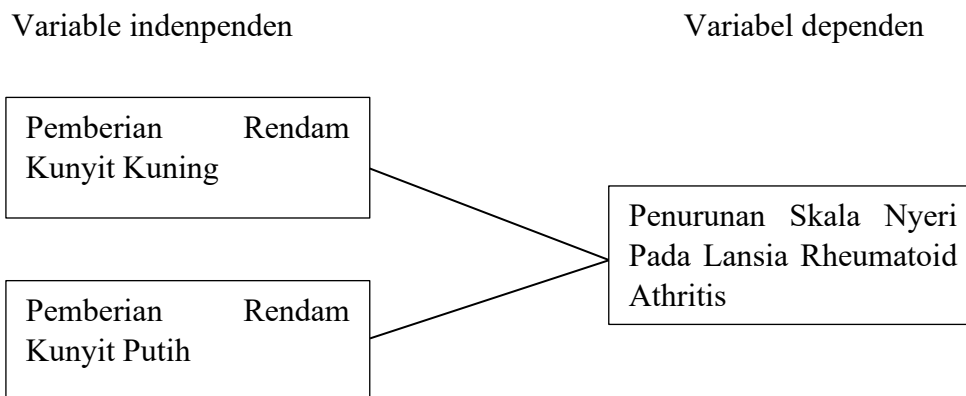 Variable indenpenden
Variabel dependen
Pemberian Rendam
Kunyit Kuning
Penurunan Skala Nyeri
Pada Lansia Rheumatoid
Athritis
Pemberian Rendam
Kunyit Putih